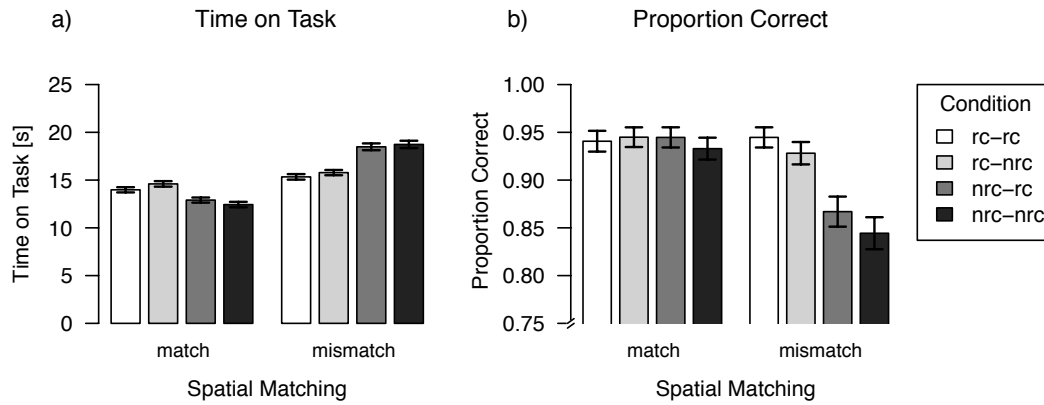 a) Time on Task
Time on Task [s]
25
20
15
10
5
0
match mismatch
Spatial Matching
b) Proportion Correct
Proportion Correct
1.00
0.95
0.90
0.85
0.80
0.75
match mismatch
Spatial Matching
Condition
rc−rc
rc−nrc
nrc−rc
nrc−nrc